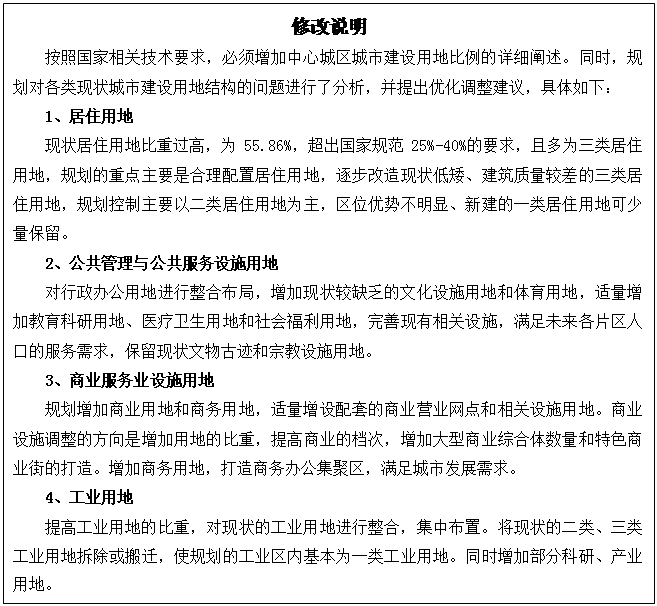 修改说明
按照国家相关技术要求，必须增加中心城区城市建设用地比例的详细阐述。同时，规
划对各类现状城市建设用地结构的问题进行了分析，并提出优化调整建议，具体如下：
1、居住用地
现状居住用地比重过高，为 55.86%，超出国家规范 25%-40%的要求，且多为三类居住
用地，规划的重点主要是合理配置居住用地，逐步改造现状低矮、建筑质量较差的三类居
住用地，规划控制主要以二类居住用地为主，区位优势不明显、新建的一类居住用地可少
量保留。
2、公共管理与公共服务设施用地
对行政办公用地进行整合布局，增加现状较缺乏的文化设施用地和体育用地，适量增
加教育科研用地、医疗卫生用地和社会福利用地，完善现有相关设施，满足未来各片区人
口的服务需求，保留现状文物古迹和宗教设施用地。
3、商业服务业设施用地
规划增加商业用地和商务用地，适量增设配套的商业营业网点和相关设施用地。商业
设施调整的方向是增加用地的比重，提高商业的档次，增加大型商业综合体数量和特色商
业街的打造。增加商务用地，打造商务办公集聚区，满足城市发展需求。
4、工业用地
提高工业用地的比重，对现状的工业用地进行整合，集中布置。将现状的二类、三类
工业用地拆除或搬迁，使规划的工业区内基本为一类工业用地。同时增加部分科研、产业
用地。